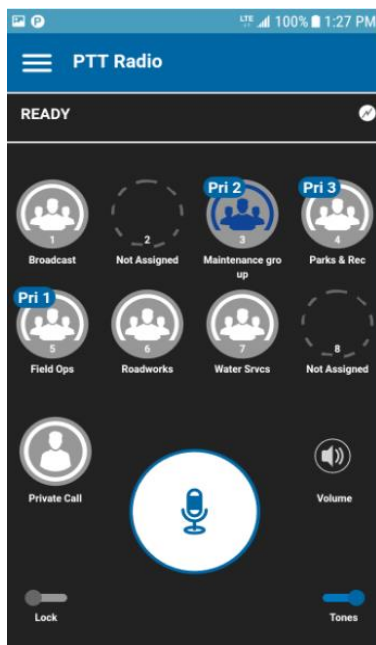 LTE 100% 1:27 PM
PTT Radio
READY
Pri 2 Pri 3
1 2 3 4
Broadcast Not Assigned Maintenance gro Parks & Rec
up
Pri 1
5 6 7 8
Field Ops Roadworks Water Srvcs Not Assigned
Private Call Volume
Lock Tones